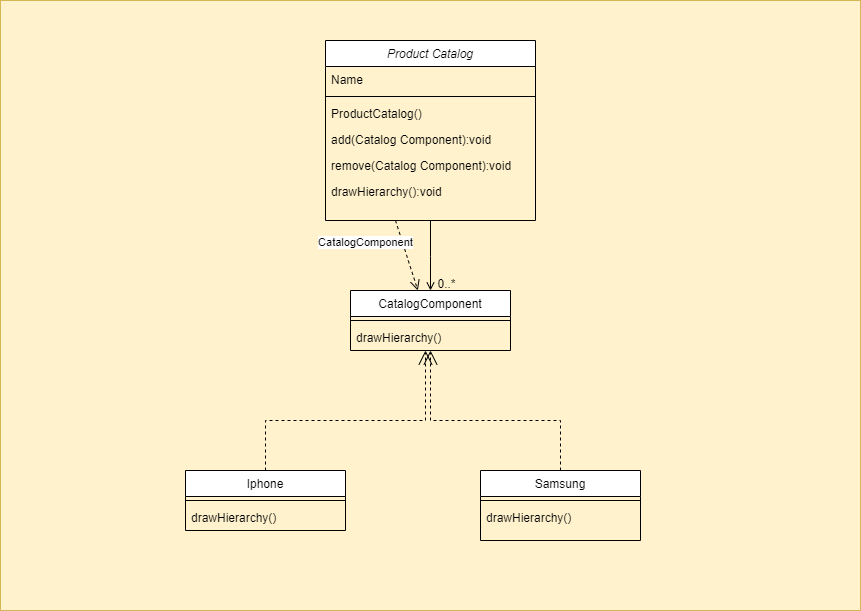 Product Catalog
Name
ProductCatalog()
add(Catalog Component):void
remove(Catalog Component):void
drawHierarchy():void
CatalogComponent
0..*
CatalogComponent
drawHierarchy()
Iphone
drawHierarchy()
Samsung
drawHierarchy()